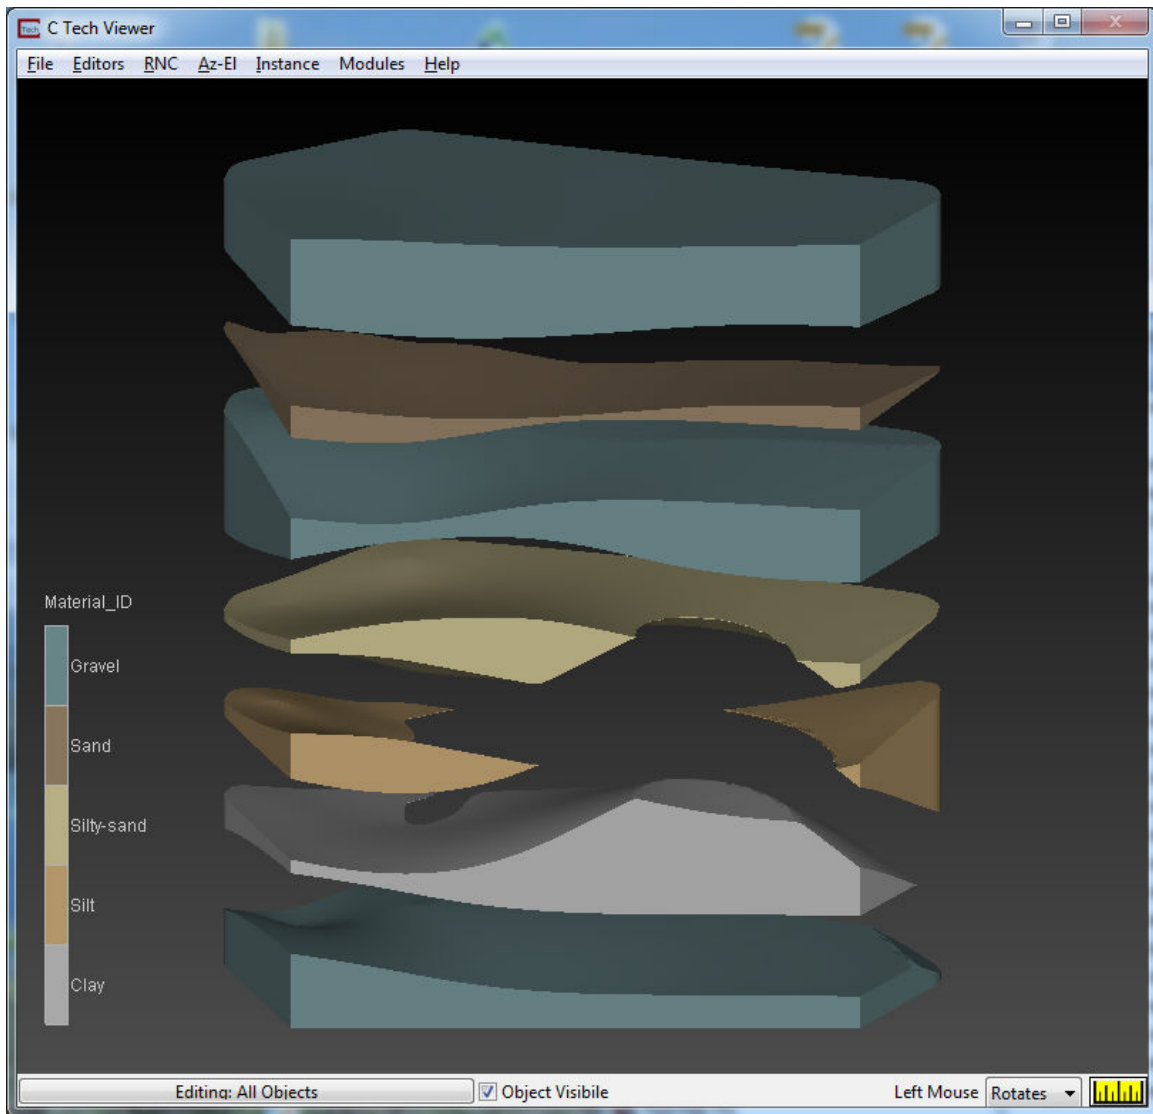 Tech C Tech Viewer
File Editors RNC Az-El Instance Modules Help
Material_ID
Gravel
Sand
Silty-sand
Silt
Clay
Editing: All Objects Object Visibile Left Mouse Rotates